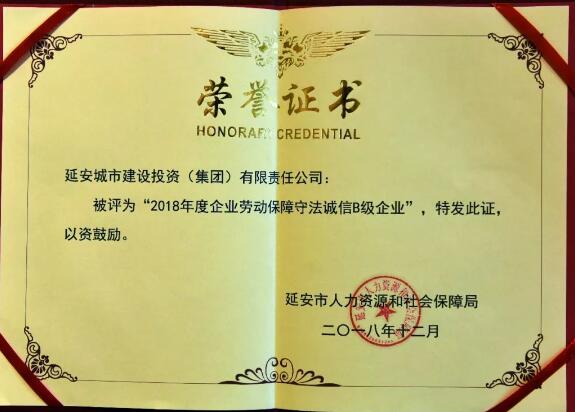 荣誉证书
HONORARY CREDENTIAL
延安城市建设投资（集团）有限责任公司：
被评为“2018年度企业劳动保障守法诚信B级企业”，特发此证，
以资鼓励。
延安市人力资源和社会保障局
二〇一八年十二月